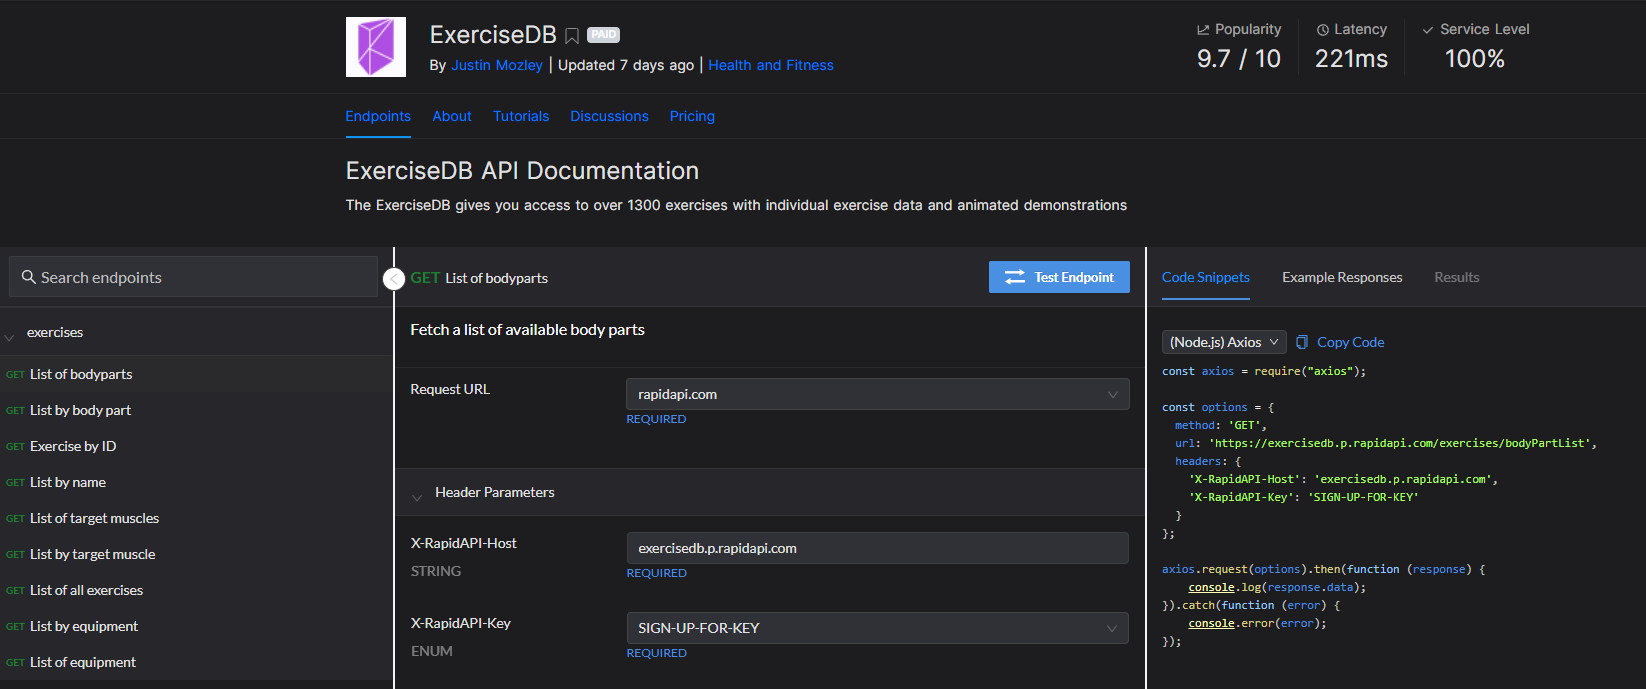 ExerciseDB PAID
By Justin Mozley | Updated 7 days ago | Health and Fitness
Popularity
9.7 / 10
Latency
221ms
Service Level
100%
Endpoints About Tutorials Discussions Pricing
ExerciseDB API Documentation
The ExerciseDB gives you access to over 1300 exercises with individual exercise data and animated demonstrations
Search endpoints
exercises
GET List of bodyparts
GET List by body part
GET Exercise by ID
GET List by name
GET List of target muscles
GET List by target muscle
GET List of all exercises
GET List by equipment
GET List of equipment
GET List of bodyparts
Test Endpoint
Fetch a list of available body parts
Request URL
rapidapi.com
REQUIRED
Header Parameters
X-RapidAPI-Host
STRING
exercisedb.p.rapidapi.com
REQUIRED
X-RapidAPI-Key
ENUM
SIGN-UP-FOR-KEY
REQUIRED
Code Snippets Example Responses Results
(Node.js) Axios Copy Code
const axios = require("axios");
const options = {
method: 'GET',
url: 'https://exercisedb.p.rapidapi.com/exercises/bodyPartList',
headers: {
'X-RapidAPI-Host': 'exercisedb.p.rapidapi.com',
'X-RapidAPI-Key': 'SIGN-UP-FOR-KEY'
}
};
axios.request(options).then(function (response) {
console.log(response.data);
}).catch(function (error) {
console.error(error);
});